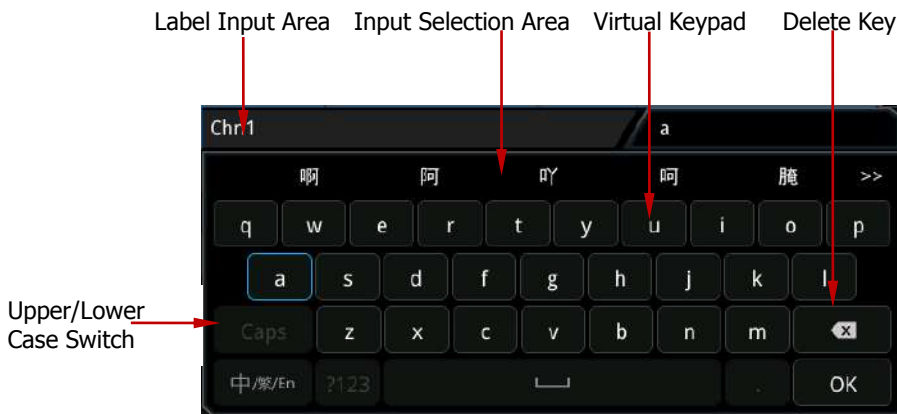 Label Input Area Input Selection Area Virtual Keypad Delete Key
Chn1 a
啊 阿 吖 呵 腌 >>
q w e r t y u i o p
a s d f g h j k l
Upper/Lower
Case Switch
Caps z x c v b n m
中/繁/En ?123 . OK